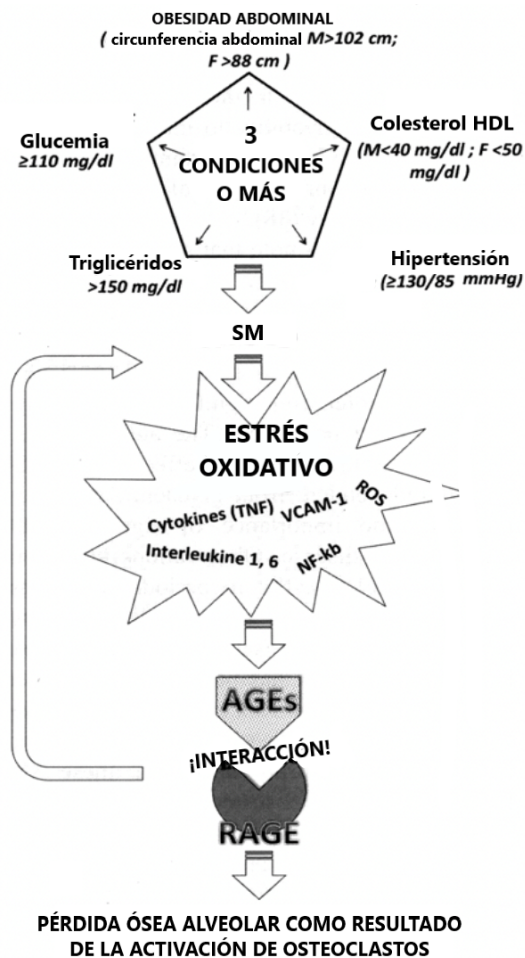 OBESIDAD ABDOMINAL
( circunferencia abdominal M>102 cm;
F >88 cm )
Glucemia
≥110 mg/dl
3
CONDICIONES
O MÁS
Colesterol HDL
(M<40 mg/dl ; F <50
mg/dl )
Triglicéridos
>150 mg/dl
Hipertensión
(≥130/85 mmHg)
SM
ESTRÉS
OXIDATIVO
Cytokines (TNF) VCAM-1 ROS
Interleukine 1, 6 NF-kb
AGEs
¡INTERACCIÓN!
RAGE
PÉRDIDA ÓSEA ALVEOLAR COMO RESULTADO
DE LA ACTIVACIÓN DE OSTEOCLASTOS